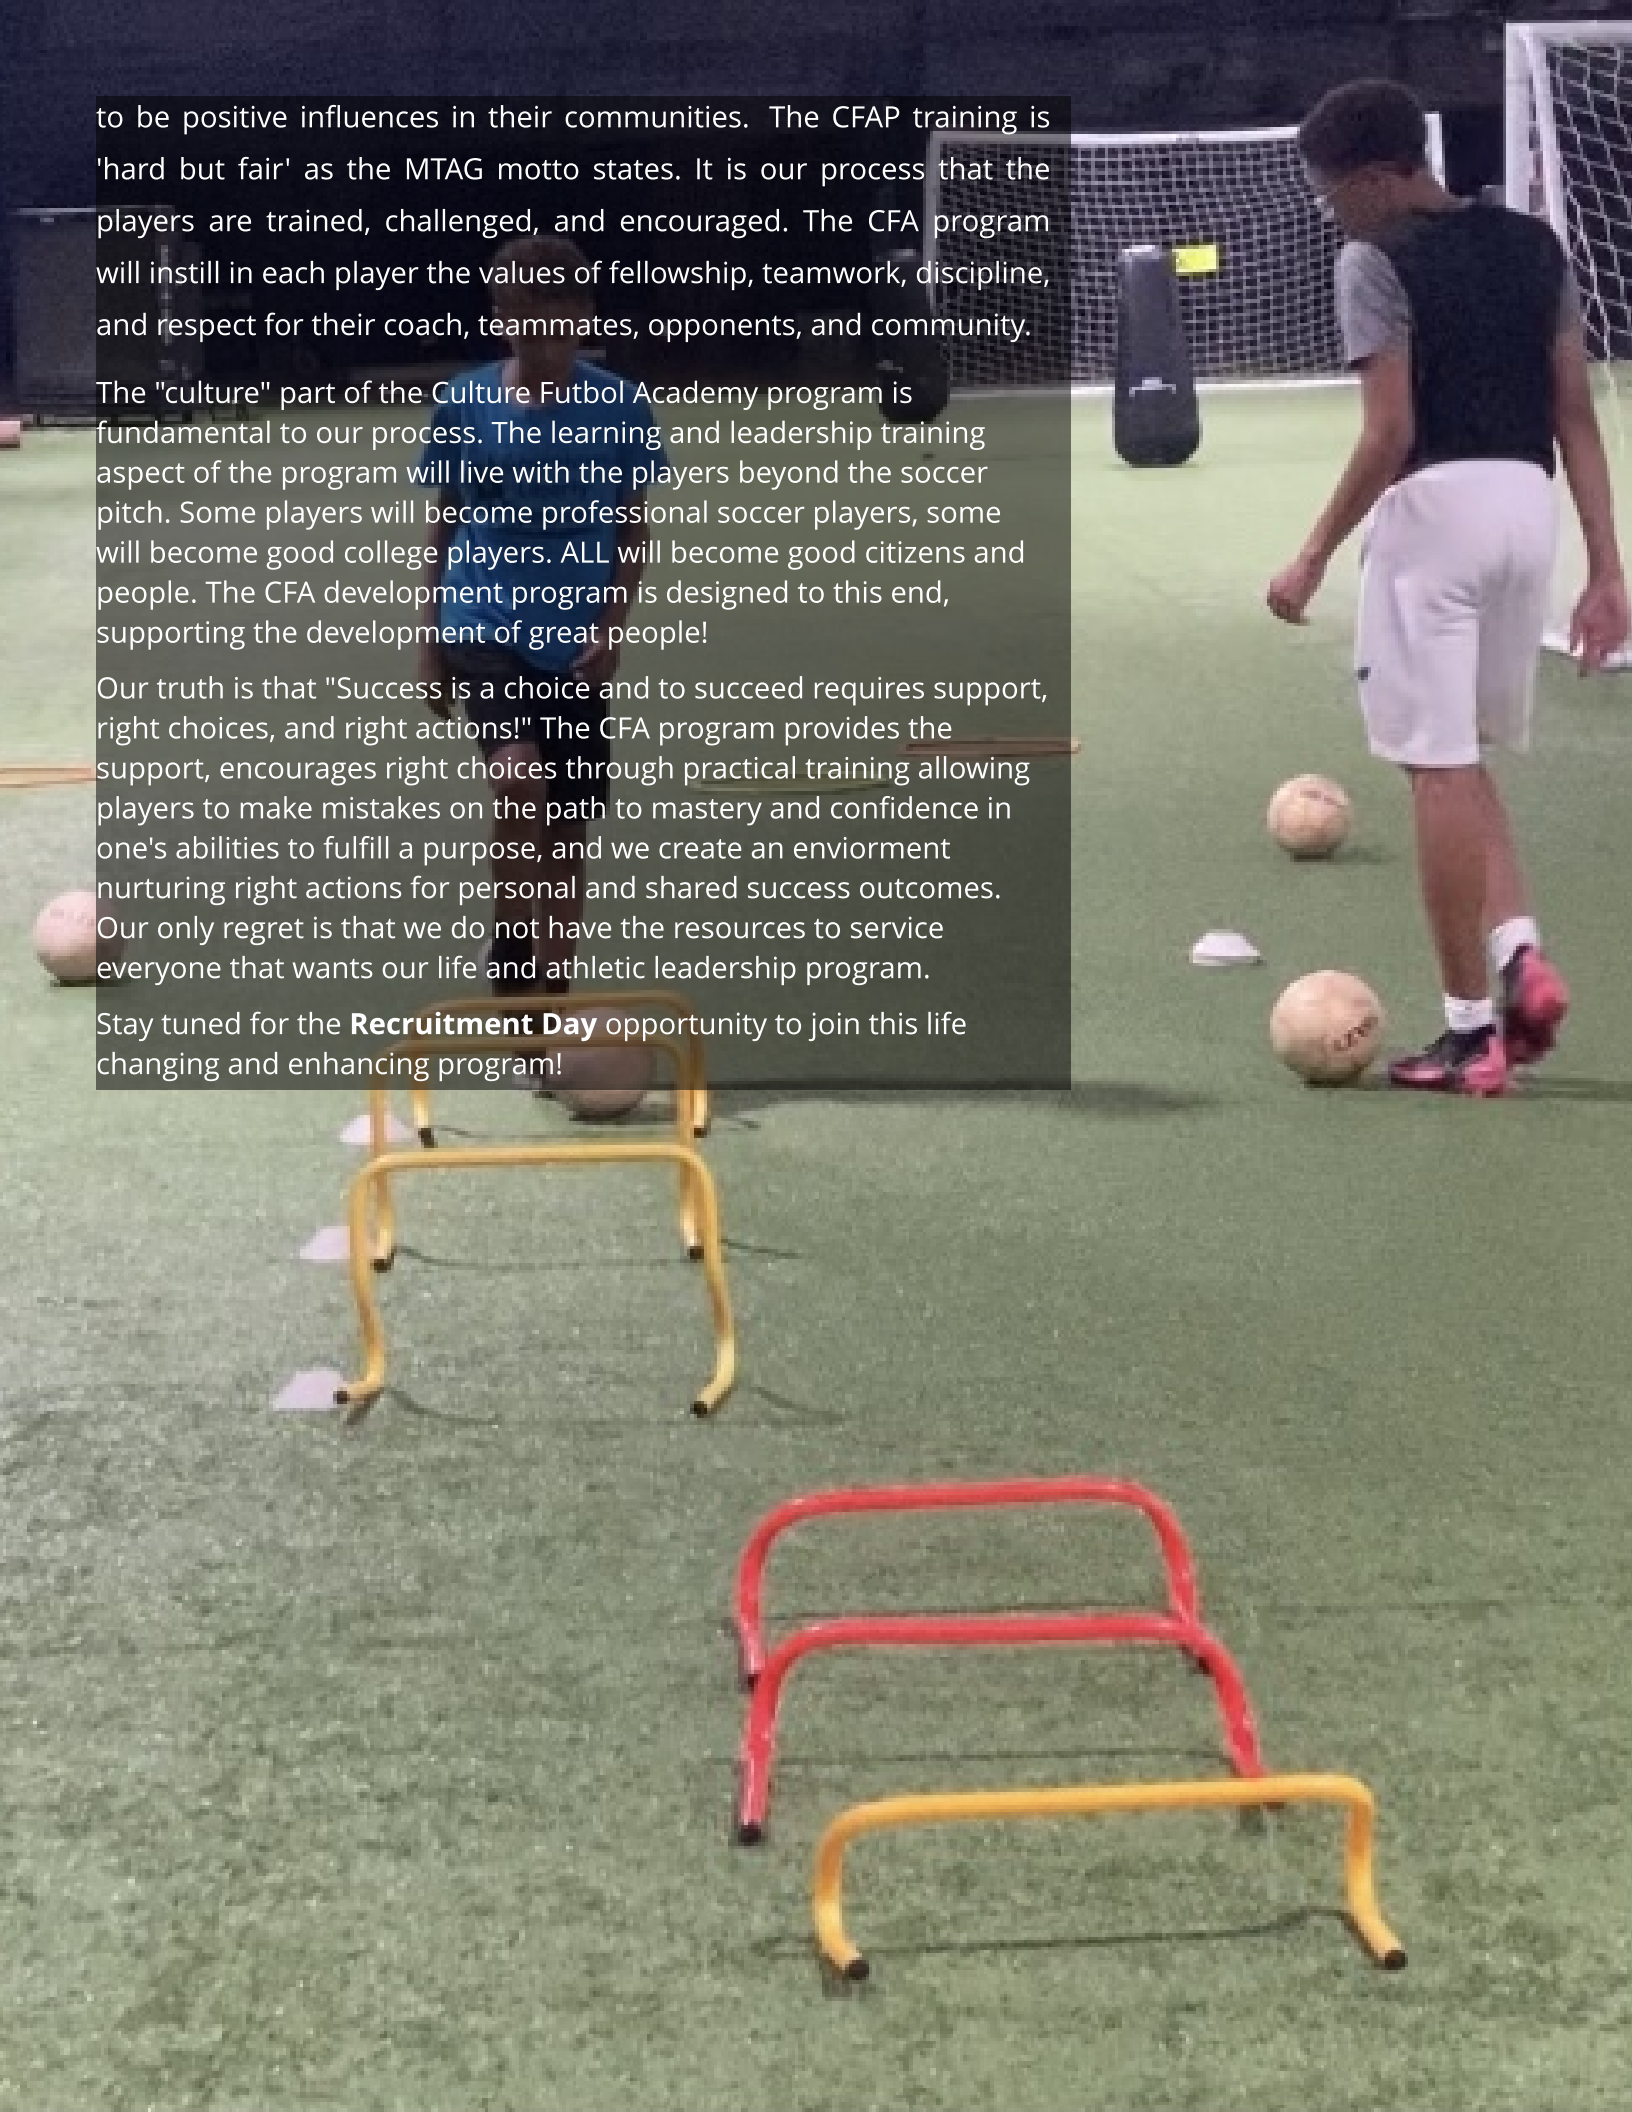 to be positive influences in their communities. The CFAP training is
'hard but fair' as the MTAG motto states. It is our process that the
players are trained, challenged, and encouraged. The CFA program
will instill in each player the values of fellowship, teamwork, discipline,
and respect for their coach, teammates, opponents, and community.
The "culture" part of the Culture Futbol Academy program is
fundamental to our process. The learning and leadership training
aspect of the program will live with the players beyond the soccer
pitch. Some players will become professional soccer players, some
will become good college players. ALL will become good citizens and
people. The CFA development program is designed to this end,
supporting the development of great people!
Our truth is that "Success is a choice and to succeed requires support,
right choices, and right actions!" The CFA program provides the
support, encourages right choices through practical training allowing
players to make mistakes on the path to mastery and confidence in
one's abilities to fulfill a purpose, and we create an enviorment
nurturing right actions for personal and shared success outcomes.
Our only regret is that we do not have the resources to service
everyone that wants our life and athletic leadership program.
Stay tuned for the Recruitment Day opportunity to join this life
changing and enhancing program!